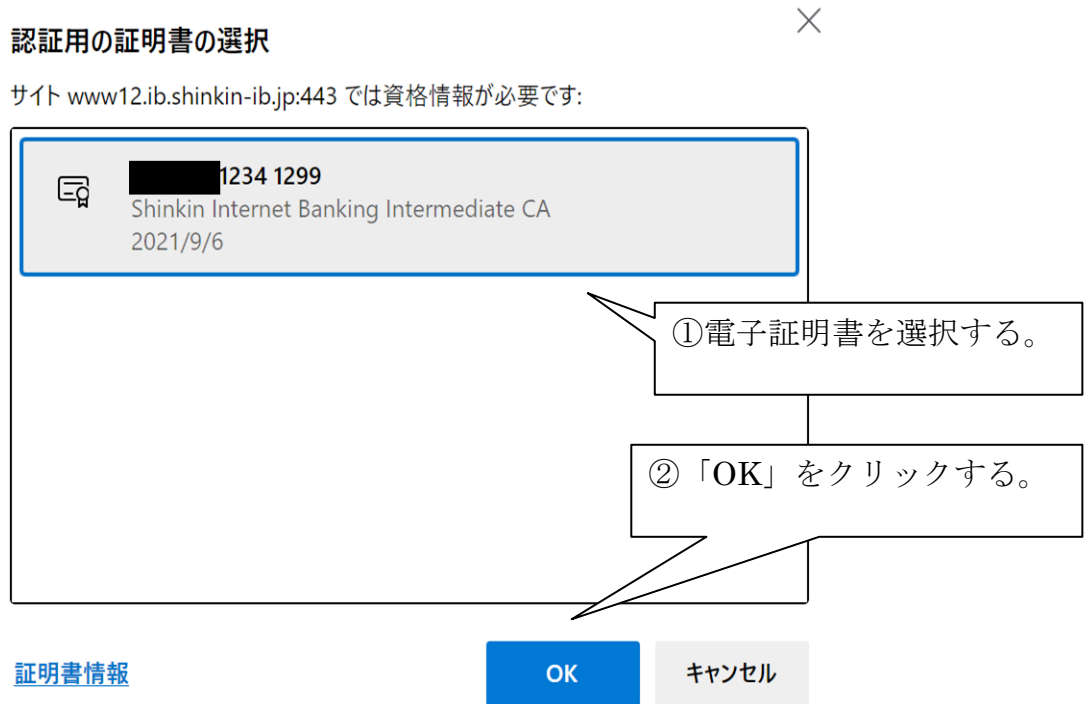 認証用の証明書の選択
サイト www12.ib.shinkin-ib.jp:443 では資格情報が必要です:
1234 1299
Shinkin Internet Banking Intermediate CA
2021/9/6
①電子証明書を選択する。
②「OK」をクリックする。
証明書情報
OK
キャンセル